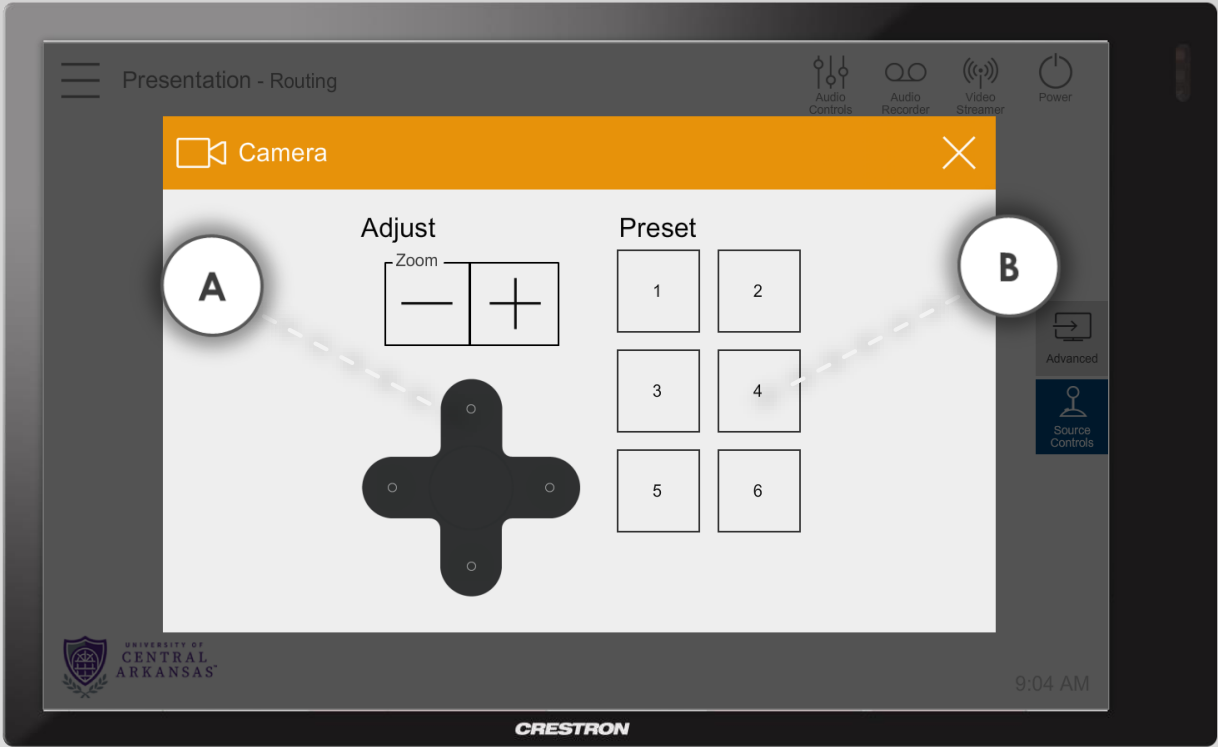 Presentation - Routing
Audio Controls
Audio Recorder
Video Streamer
Power
Camera
Adjust
Preset
Zoom
A
B
1
2
3
4
5
6
Advanced
Source Controls
UNIVERSITY OF
CENTRAL
ARKANSAS™
9:04 AM
CRESTRON